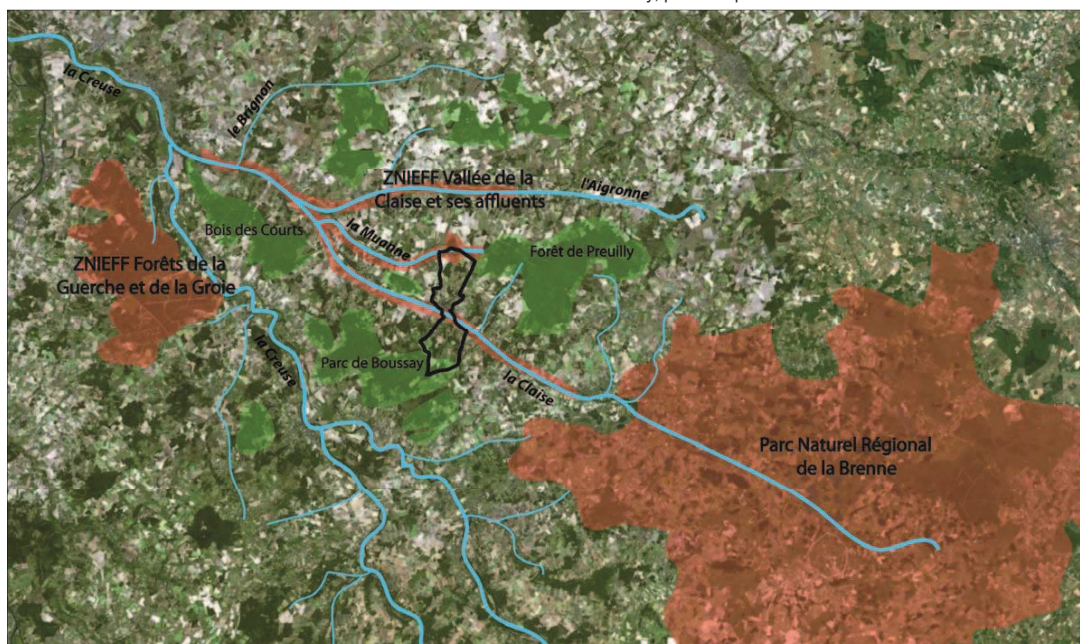 la Creuse
le Brignon
ZNIEFF Vallée de la
Claise et ses affluents
l'Aigronne
Bois des Courts
la Muanne
Forêt de Preuilly
ZNIEFF Forêts de la
Guerche et de la Groie
la Creuse
Parc de Boussay
la Claise
Parc Naturel Régional
de la Brenne